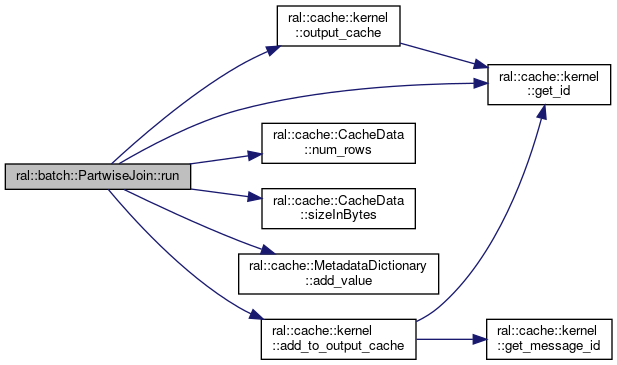 ral::cache::kernel
::output_cache
ral::cache::kernel
::get_id
ral::cache::CacheData
::num_rows
ral::batch::PartwiseJoin::run
ral::cache::CacheData
::sizeInBytes
ral::cache::MetadataDictionary
::add_value
ral::cache::kernel
::add_to_output_cache
ral::cache::kernel
::get_message_id